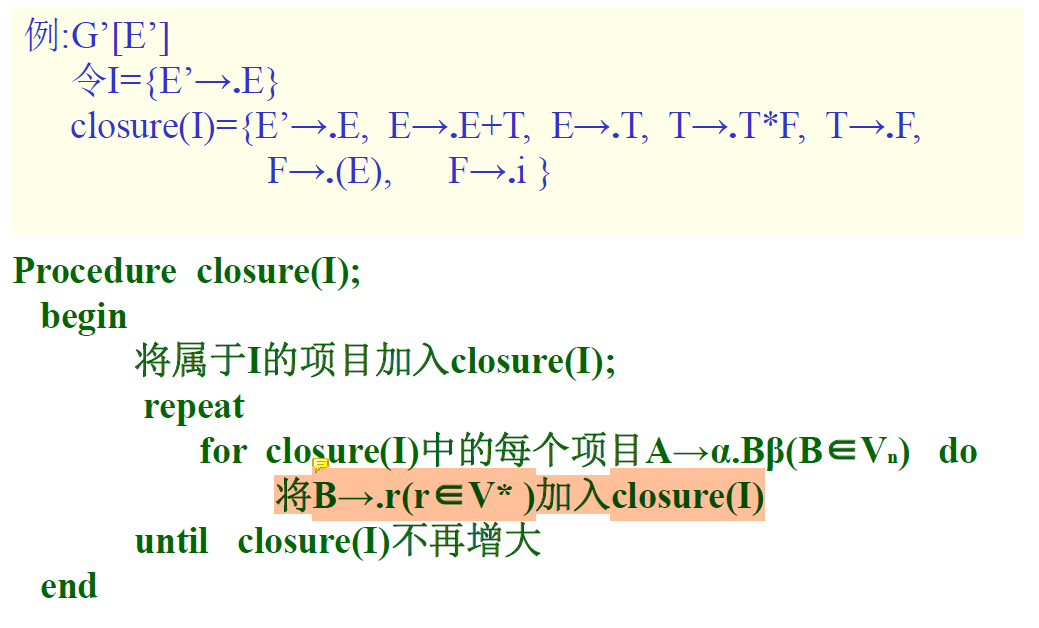 例:G’[E’]
令I={E’→.E}
closure(I)={E’→.E, E→.E+T, E→.T, T→.T*F, T→.F,
F→.(E), F→.i }
Procedure closure(I);
begin
将属于I的项目加入closure(I);
repeat
for closure(I)中的每个项目A→α.Bβ(B∈Vₙ) do
将B→.r(r∈V* )加入closure(I)
until closure(I)不再增大
end